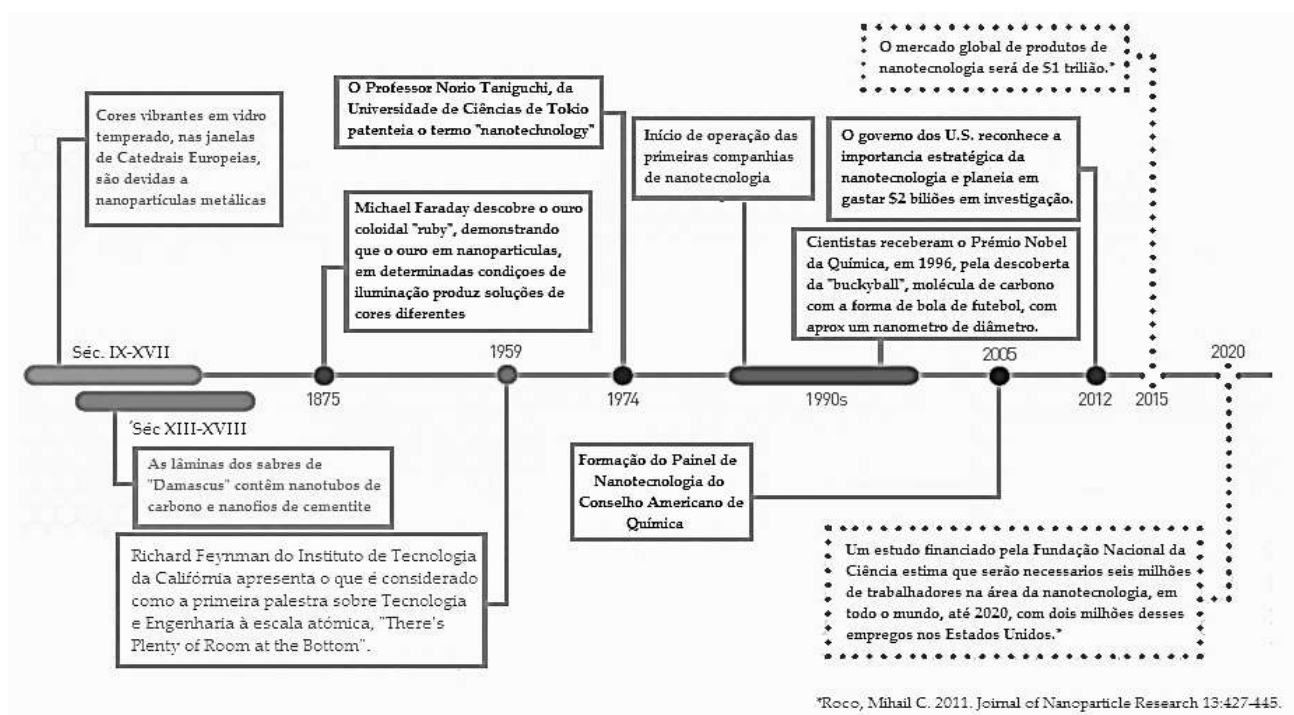 O mercado global de produtos de
nanotecnologia será de $1 trilião.*
Cores vibrantes em vidro
temperado, nas janelas
de Catedrais Europeias,
são devidas a
nanopartículas metálicas
O Professor Norio Taniguchi, da
Universidade de Ciências de Tokio
patenteia o termo "nanotechnology"
Início de operação das
primeiras companhias
de nanotecnologia
O governo dos U.S. reconhece a
importancia estratégica da
nanotecnologia e planeia em
gastar $2 biliões em investigação.
Michael Faraday descobre o ouro
coloidal "ruby", demonstrando
que o ouro em nanoparticulas,
em determinadas condiçoes de
iluminação produz soluções de
cores diferentes
Cientistas receberam o Prémio Nobel
da Química, em 1996, pela descoberta
da "buckyball", molécula de carbono
com a forma de bola de futebol, com
aprox um nanometro de diâmetro.
Séc. IX-XVII
1959
2005
2020
1875
1974
1990s
2012
2015
'Séc XIII-XVIII
As lâminas dos sabres de
"Damascus" contêm nanotubos de
carbono e nanofios de cementite
Formação do Painel de
Nanotecnologia do
Conselho Americano de
Química
Richard Feynman do Instituto de Tecnologia
da Califórnia apresenta o que é considerado
como a primeira palestra sobre Tecnologia
e Engenharia à escala atómica, "There's
Plenty of Room at the Bottom".
Um estudo financiado pela Fundação Nacional da
Ciência estima que serão necessarios seis milhões
de trabalhadores na área da nanotecnologia, em
todo o mundo, até 2020, com dois milhões desses
empregos nos Estados Unidos.*
*Roco, Mihail C. 2011. Joirnal of Nanoparticle Research 13:427-445.